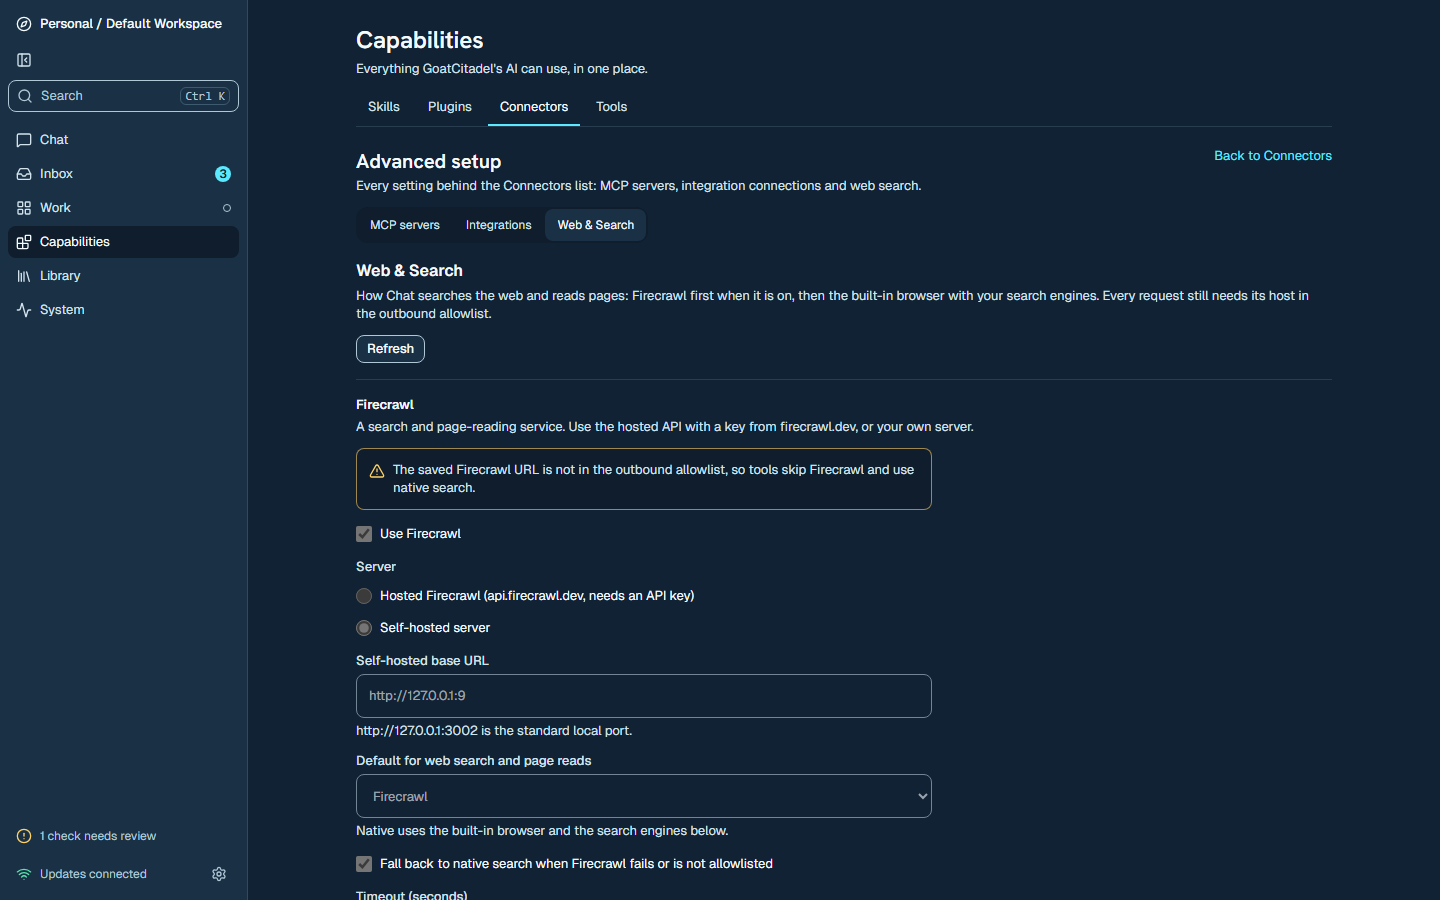 Personal / Default Workspace
Search
Ctrl K
Chat
Inbox
3
Work
Capabilities
Library
System
1 check needs review
Updates connected
Capabilities
Everything GoatCitadel's AI can use, in one place.
Skills
Plugins
Connectors
Tools
Advanced setup
Back to Connectors
Every setting behind the Connectors list: MCP servers, integration connections and web search.
MCP servers
Integrations
Web & Search
Web & Search
How Chat searches the web and reads pages: Firecrawl first when it is on, then the built-in browser with your search engines. Every request still needs its host in
the outbound allowlist.
Refresh
Firecrawl
A search and page-reading service. Use the hosted API with a key from firecrawl.dev, or your own server.
The saved Firecrawl URL is not in the outbound allowlist, so tools skip Firecrawl and use
native search.
Use Firecrawl
Server
Hosted Firecrawl (api.firecrawl.dev, needs an API key)
Self-hosted server
Self-hosted base URL
http://127.0.0.1:9
http://127.0.0.1:3002 is the standard local port.
Default for web search and page reads
Firecrawl
Native uses the built-in browser and the search engines below.
Fall back to native search when Firecrawl fails or is not allowlisted
Timeout (seconds)